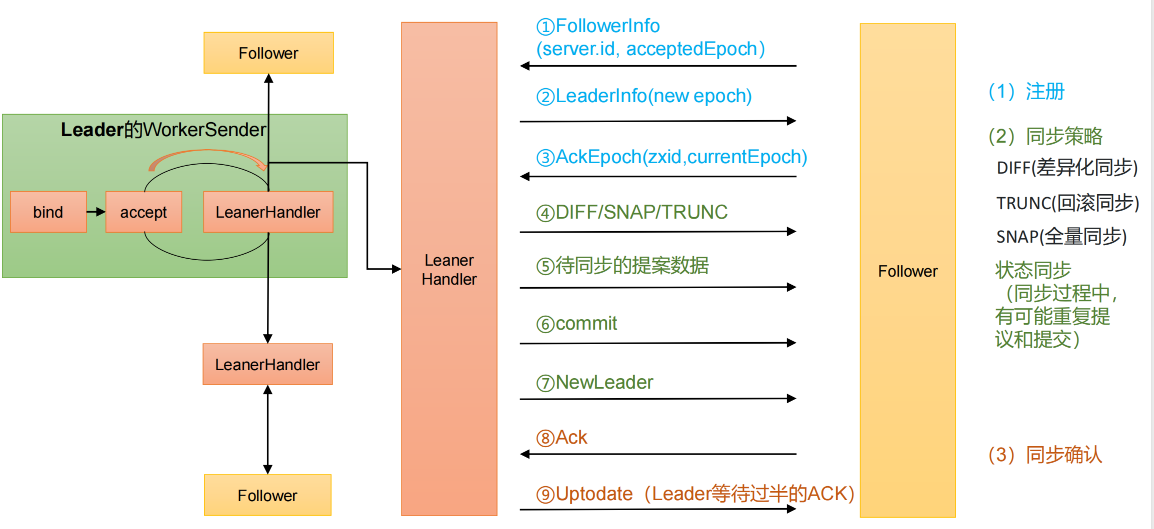 Follower
Leader的WorkerSender
bind
accept
LeanerHandler
LeanerHandler
Follower
Leaner
Handler
①FollowerInfo
(server.id, acceptedEpoch）
②LeaderInfo(new epoch)
③AckEpoch(zxid,currentEpoch)
④DIFF/SNAP/TRUNC
⑤待同步的提案数据
⑥commit
⑦NewLeader
⑧Ack
⑨Uptodate（Leader等待过半的ACK）
Follower
（1）注册
（2）同步策略
DIFF(差异化同步)
TRUNC(回滚同步)
SNAP(全量同步)
状态同步
（同步过程中，
有可能重复提
议和提交）
（3）同步确认